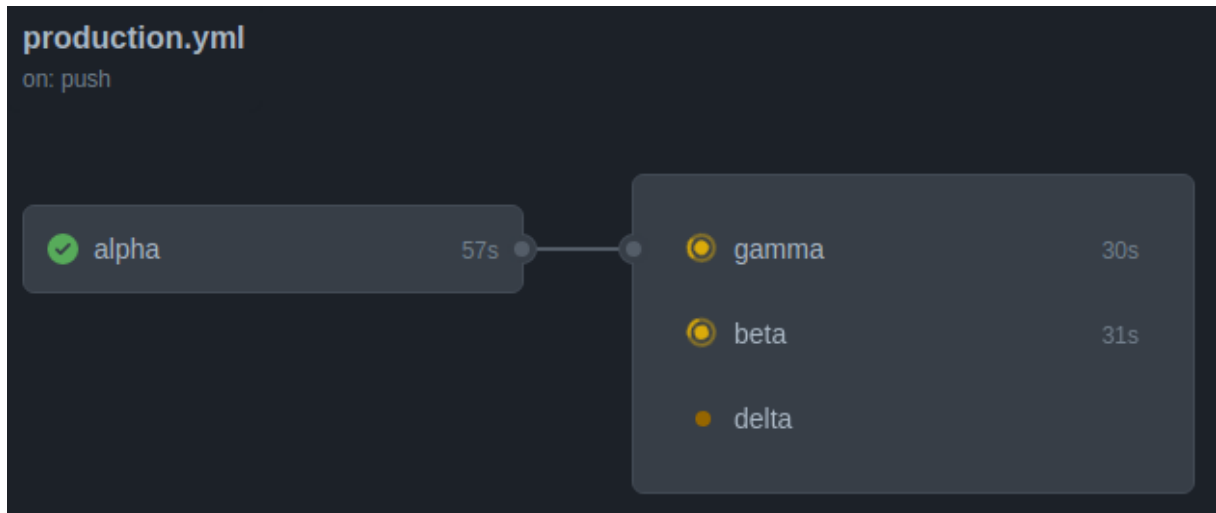 production.yml
on: push
alpha 57s
gamma 30s
beta 31s
delta